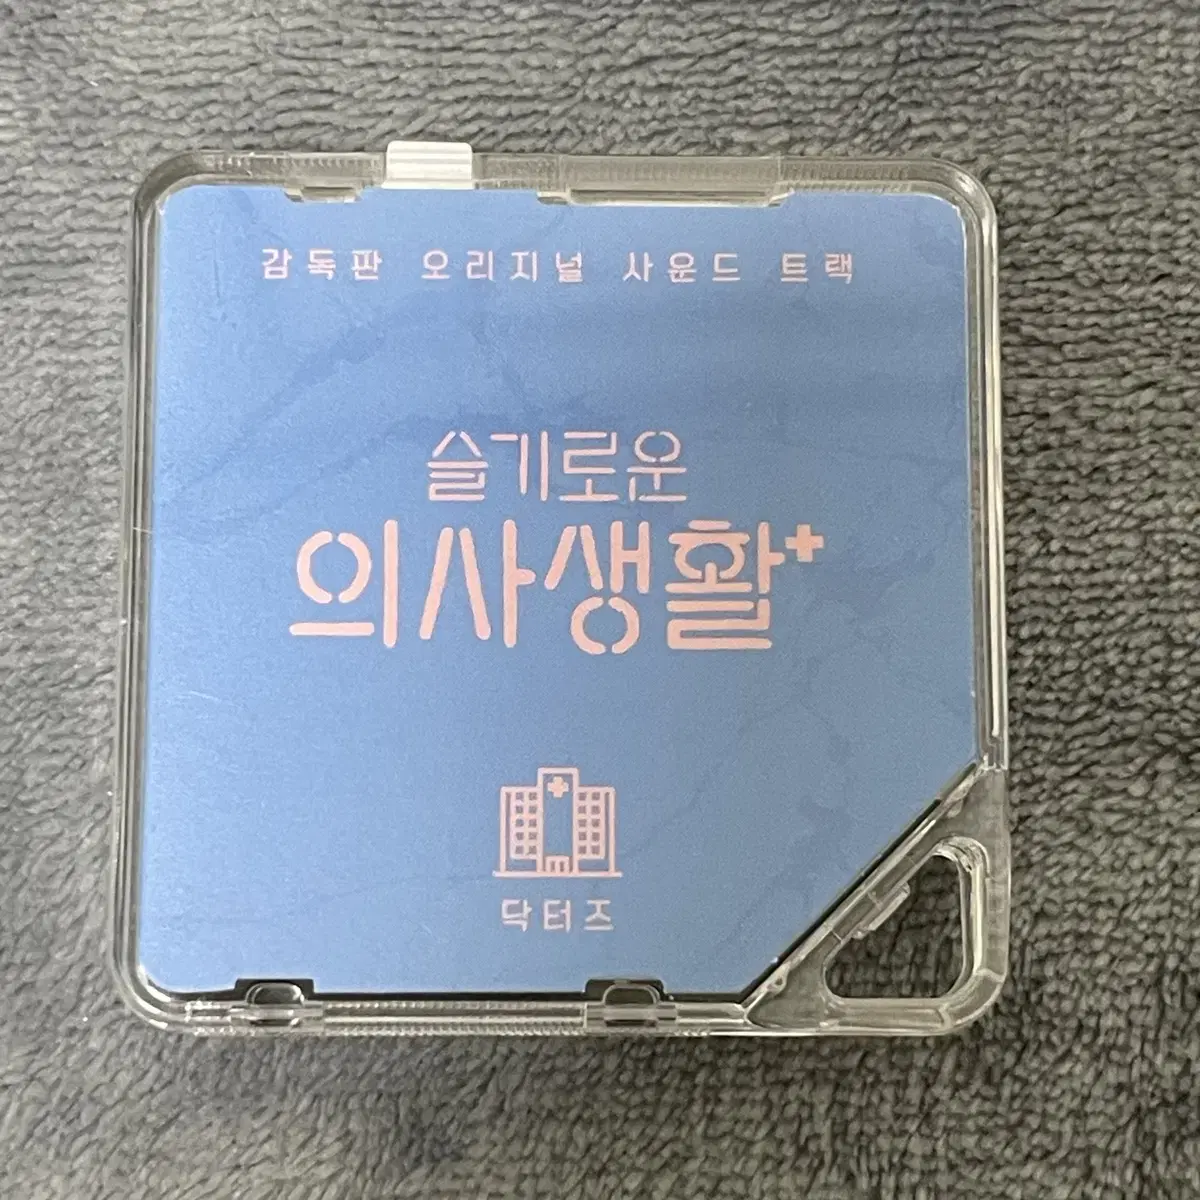 감독판 오리지널 사운드 트랙
슬기로운
의사생활+
닥터즈